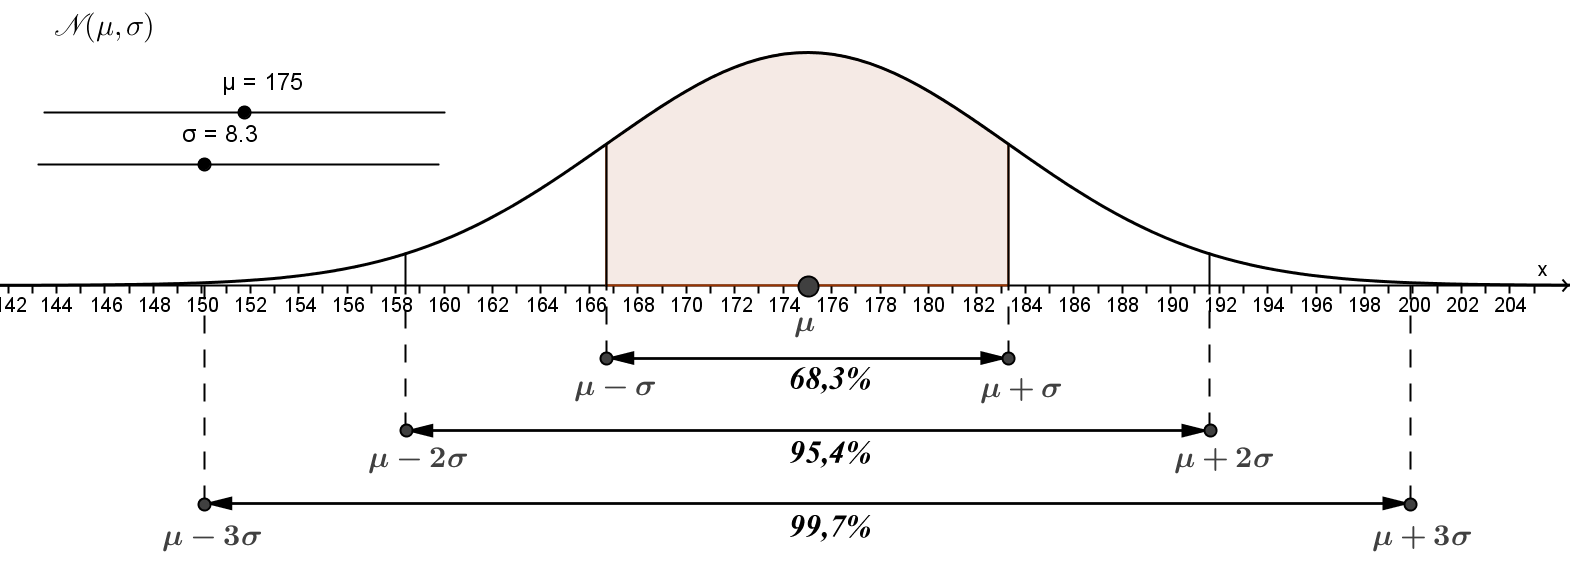 𝒩(μ, σ)
μ = 175
σ = 8.3
x
142 144 146 148 150 152 154 156 158 160 162 164 166 168 170 172 174 176 178 180 182 184 186 188 190 192 194 196 198 200 202 204
μ
68,3%
μ − σ μ + σ
95,4%
μ − 2σ μ + 2σ
99,7%
μ − 3σ μ + 3σ